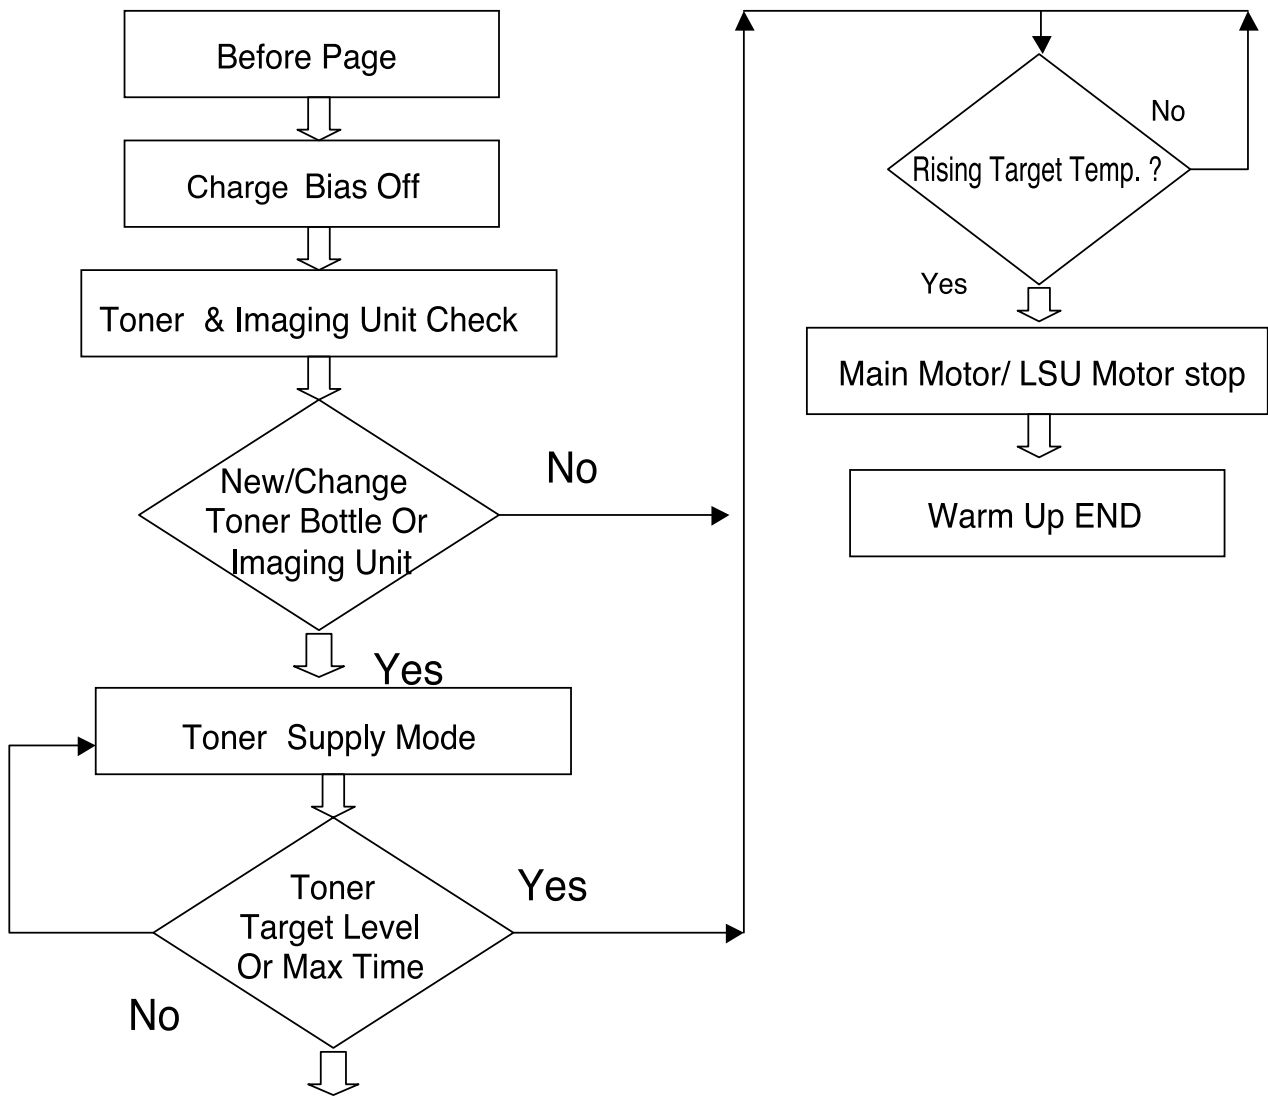 Before Page
Charge Bias Off
Toner & Imaging Unit Check
New/Change
Toner Bottle Or
Imaging Unit
No
Yes
Toner Supply Mode
Toner
Target Level
Or Max Time
Yes
No
Rising Target Temp. ?
No
Yes
Main Motor/ LSU Motor stop
Warm Up END